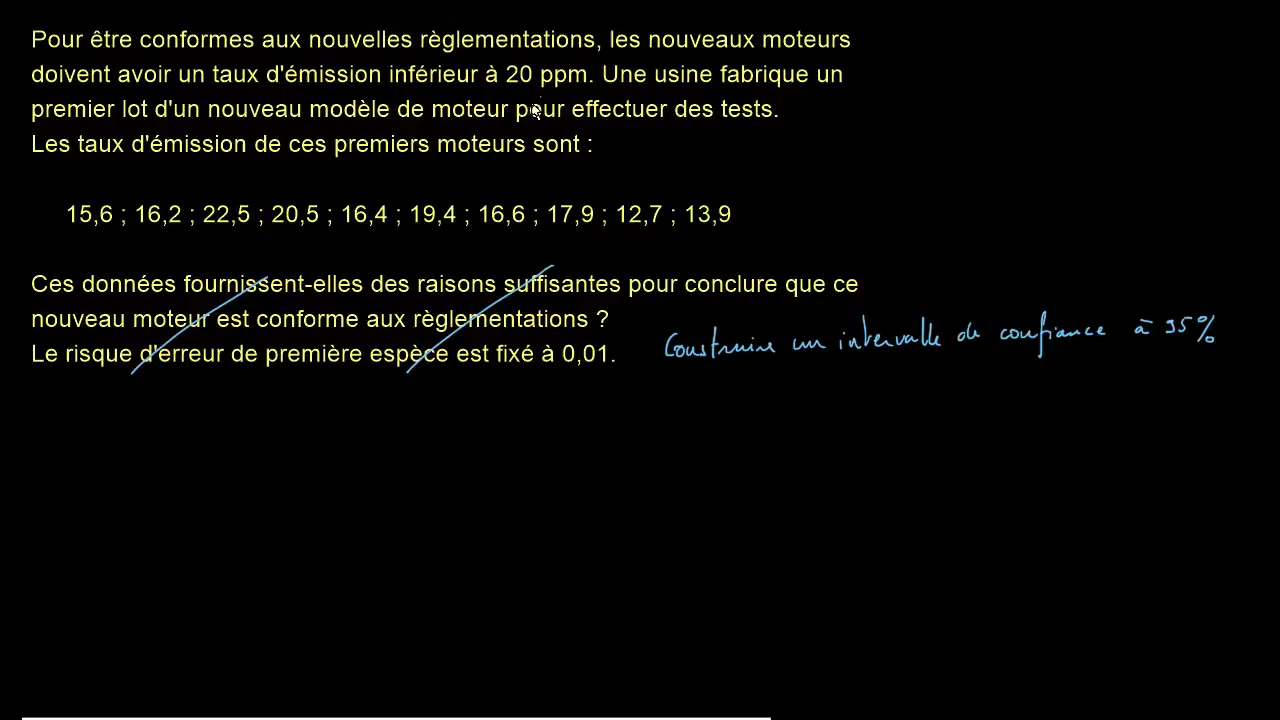 Pour être conformes aux nouvelles règlementations, les nouveaux moteurs
doivent avoir un taux d'émission inférieur à 20 ppm. Une usine fabrique un
premier lot d'un nouveau modèle de moteur pour effectuer des tests.
Les taux d'émission de ces premiers moteurs sont :
15,6 ; 16,2 ; 22,5 ; 20,5 ; 16,4 ; 19,4 ; 16,6 ; 17,9 ; 12,7 ; 13,9
Ces données fournissent-elles des raisons suffisantes pour conclure que ce
nouveau moteur est conforme aux règlementations ?
Le risque d'erreur de première espèce est fixé à 0,01.
Construire un intervalle de confiance à 95%